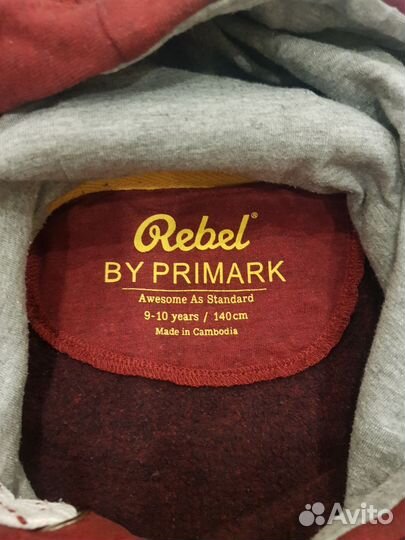 Rebel®
BY PRIMARK
Awesome As Standard
9-10 years / 140cm
Made in Cambodia
Avito